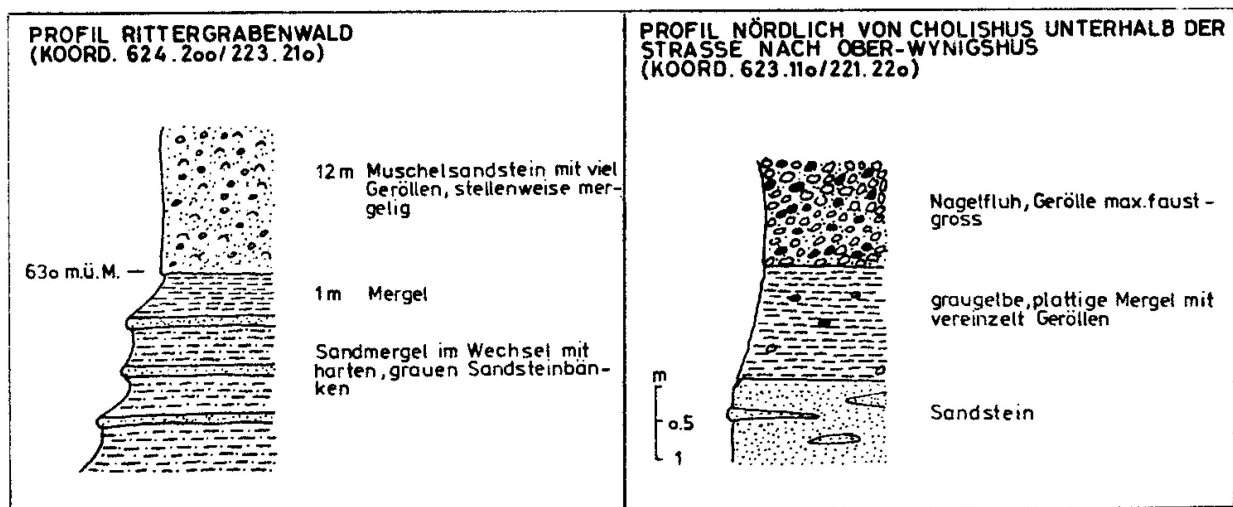 PROFIL RITTERGRABENWALD
(KOORD. 624.2oo/223.21o)
12 m Muschelsandstein mit viel
Geröllen, stellenweise mer-
gelig
63o m.ü.M.
1 m Mergel
Sandmergel im Wechsel mit
harten, grauen Sandsteinbän-
ken
PROFIL NÖRDLICH VON CHOLISHUS UNTERHALB DER
STRASSE NACH OBER-WYNIGSHUS
(KOORD. 623.11o/221.22o)
Nagelfluh, Gerölle max. faust-
gross
graugelbe, plattige Mergel mit
vereinzelt Geröllen
m
o.5
1
Sandstein